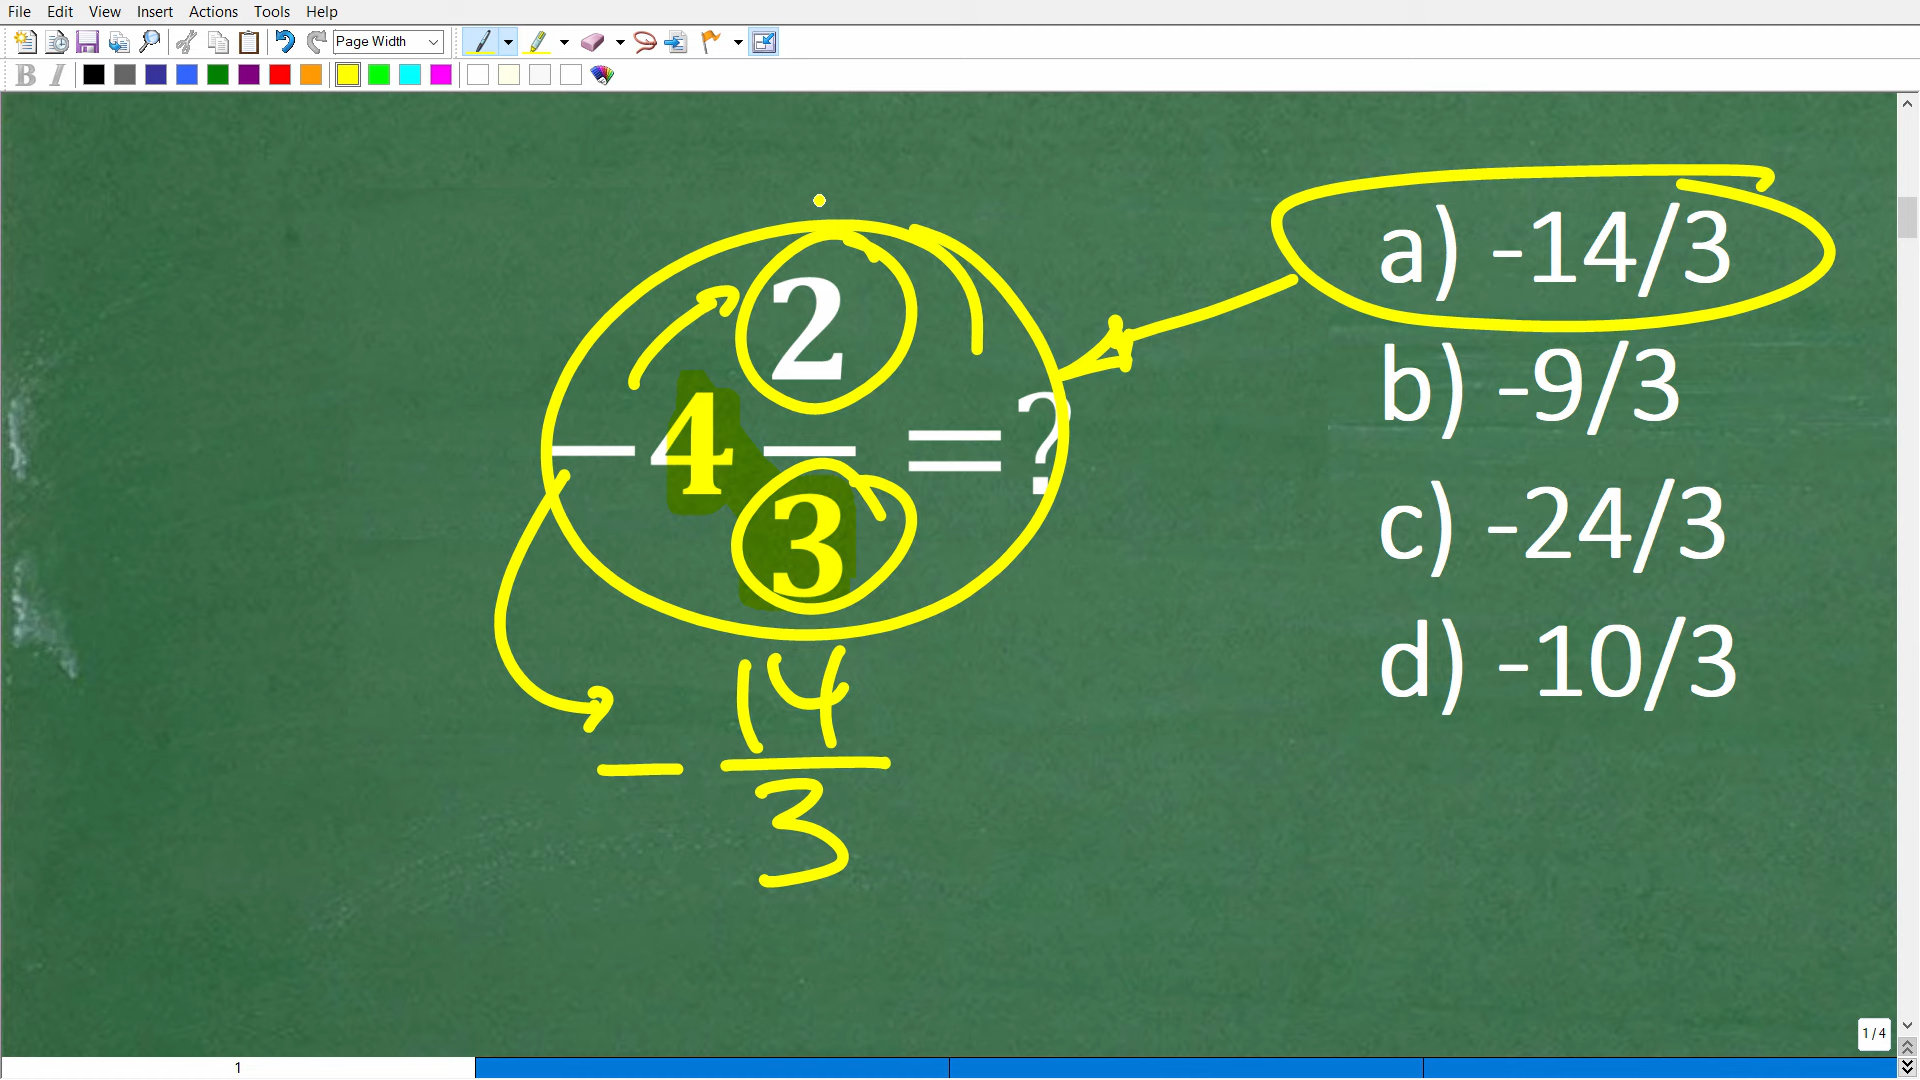 File Edit View Insert Actions Tools Help
Page Width
B I
a) -14/3
2
b) -9/3
−4 — =?
3
c) -24/3
14
d) -10/3
—
3
1/4
1